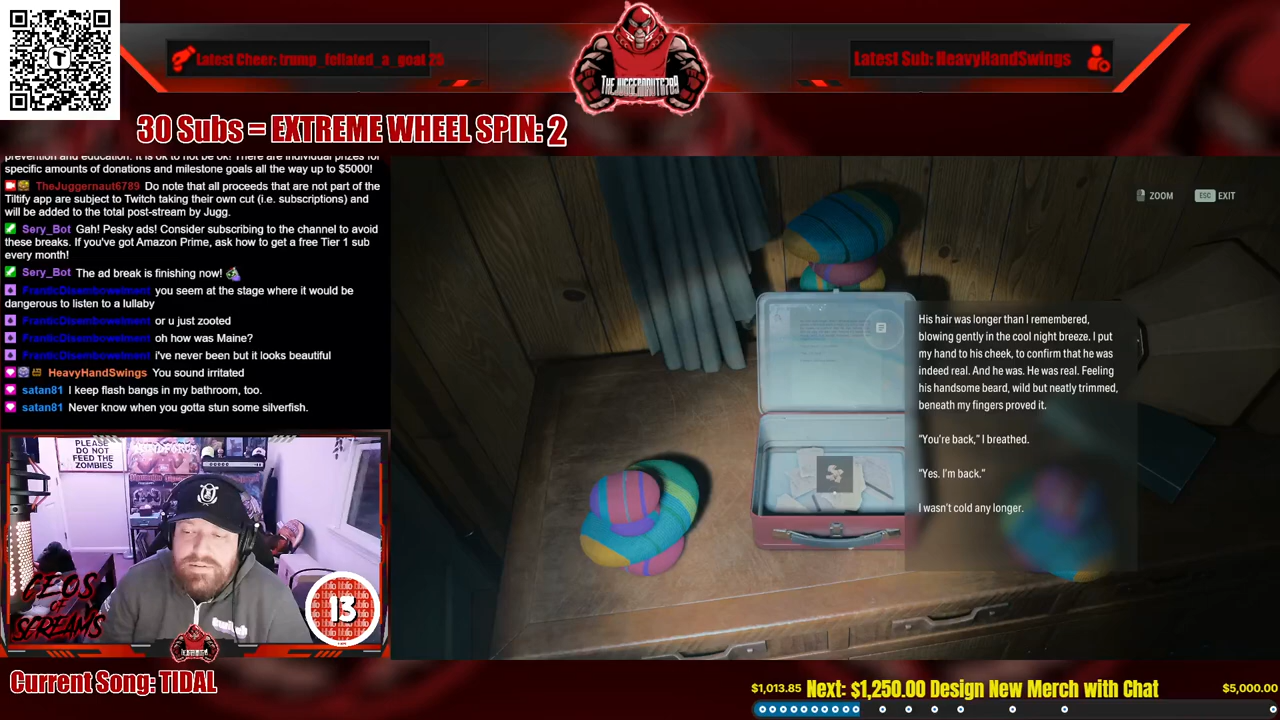 Latest Cheer: trump_fellated_a_goat 25
THEJUGGERNAUT6789
Latest Sub: HeavyHandSwings
30 Subs = EXTREME WHEEL SPIN: 2
prevention and education. It is ok to not be ok! There are individual prizes for
specific amounts of donations and milestone goals all the way up to $5000!
TheJuggernaut6789 Do note that all proceeds that are not part of the
Tiltify app are subject to Twitch taking their own cut (i.e. subscriptions) and
will be added to the total post-stream by Jugg.
Sery_Bot Gah! Pesky ads! Consider subscribing to the channel to avoid
these breaks. If you've got Amazon Prime, ask how to get a free Tier 1 sub
every month!
Sery_Bot The ad break is finishing now!
FranticDisembowelment you seem at the stage where it would be
dangerous to listen to a lullaby
FranticDisembowelment or u just zooted
FranticDisembowelment oh how was Maine?
FranticDisembowelment i've never been but it looks beautiful
HeavyHandSwings You sound irritated
satan81 I keep flash bangs in my bathroom, too.
satan81 Never know when you gotta stun some silverfish.
ZOOM
ESC EXIT
His hair was longer than I remembered,
blowing gently in the cool night breeze. I put
my hand to his cheek, to confirm that he was
indeed real. And he was. He was real. Feeling
his handsome beard, wild but neatly trimmed,
beneath my fingers proved it.
"You're back," I breathed.
"Yes. I'm back."
I wasn't cold any longer.
PLEASE
DO NOT
FEED THE
ZOMBIES
GEOS
OF
SCREAMS
13
Current Song: TIDAL
$1,013.85 Next: $1,250.00 Design New Merch with Chat $5,000.00